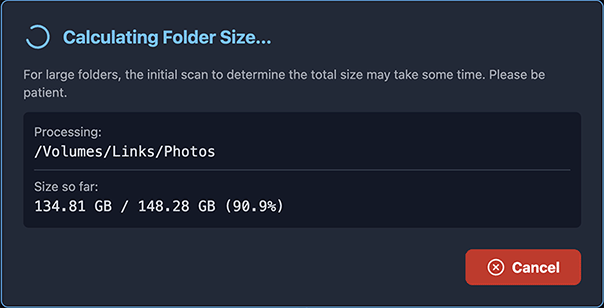 Calculating Folder Size...
For large folders, the initial scan to determine the total size may take some time. Please be
patient.
Processing:
/Volumes/Links/Photos
Size so far:
134.81 GB / 148.28 GB (90.9%)
Cancel